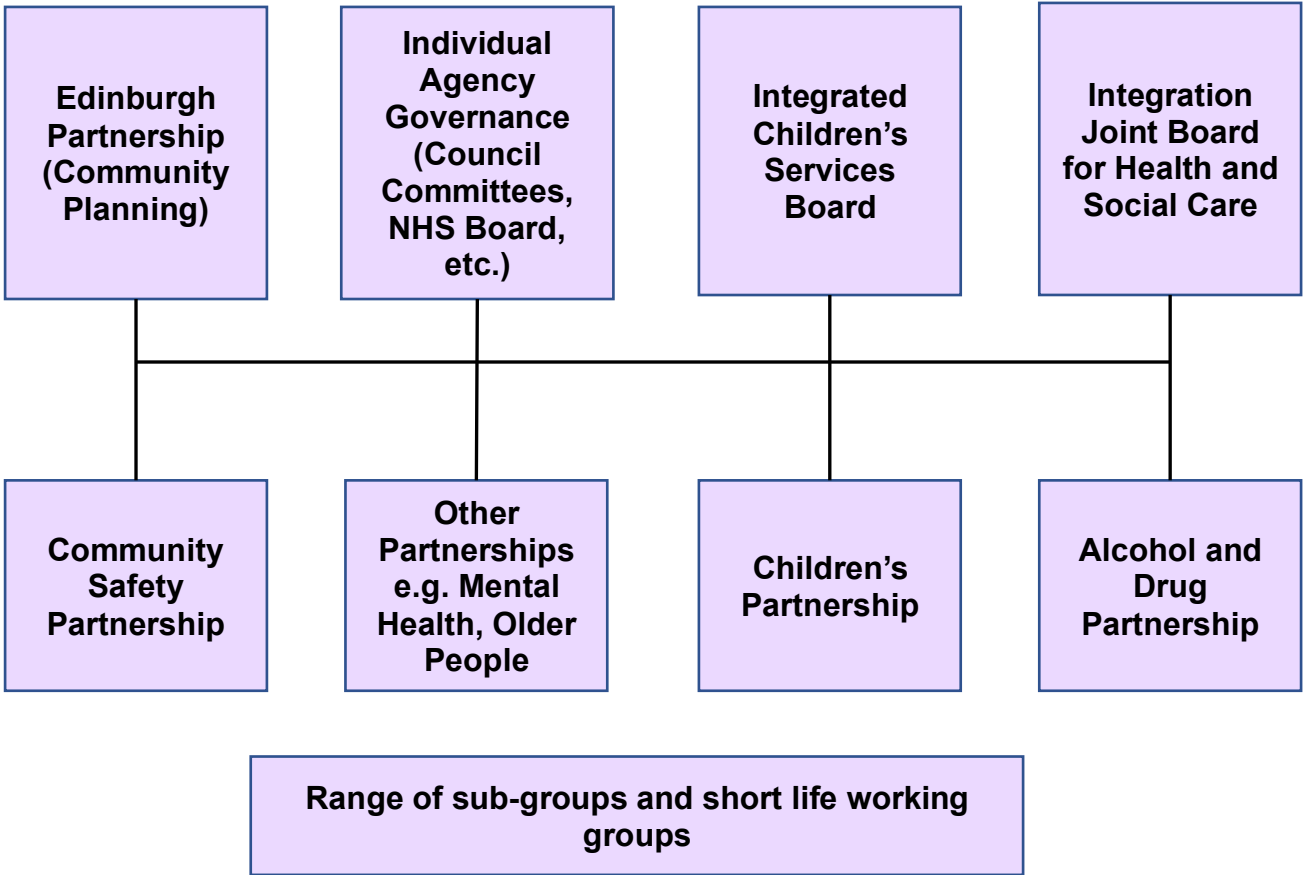 Edinburgh
Partnership
(Community
Planning)
Individual
Agency
Governance
(Council
Committees,
NHS Board,
etc.)
Integrated
Children’s
Services
Board
Integration
Joint Board
for Health and
Social Care
Community
Safety
Partnership
Other
Partnerships
e.g. Mental
Health, Older
People
Children’s
Partnership
Alcohol and
Drug
Partnership
Range of sub-groups and short life working
groups